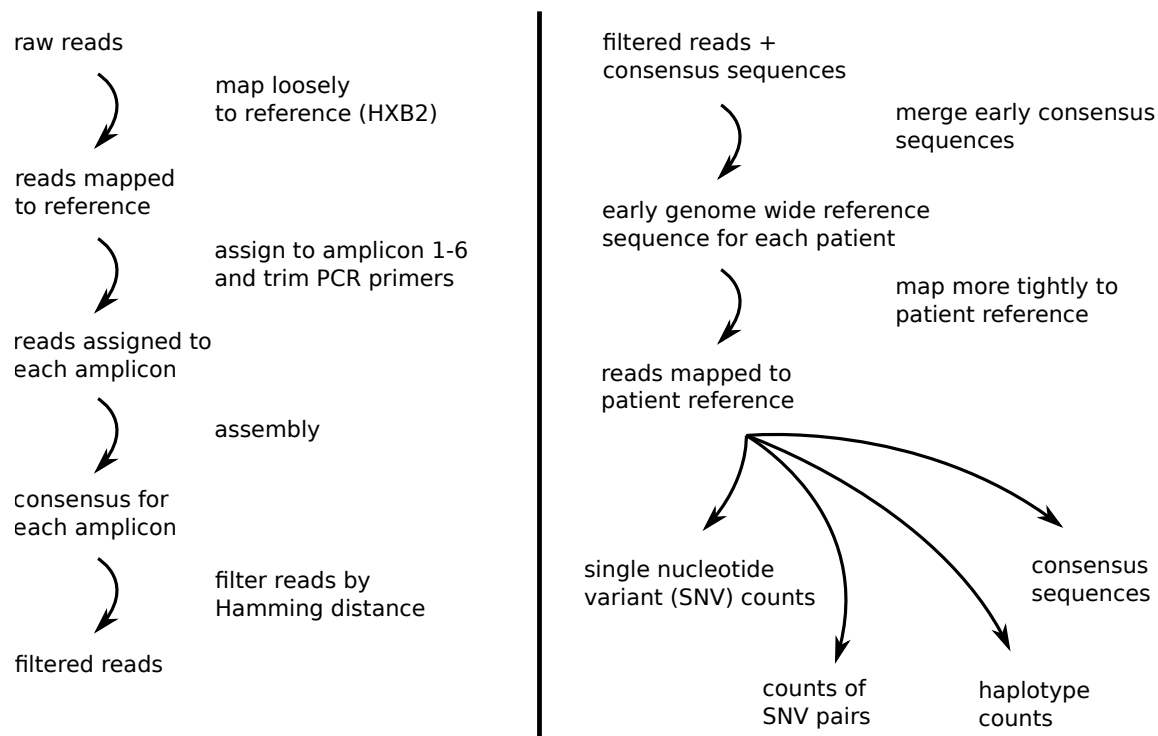 raw reads
map loosely
to reference (HXB2)
reads mapped
to reference
assign to amplicon 1-6
and trim PCR primers
reads assigned to
each amplicon
assembly
consensus for
each amplicon
filter reads by
Hamming distance
filtered reads
filtered reads +
consensus sequences
merge early consensus
sequences
early genome wide reference
sequence for each patient
map more tightly to
patient reference
reads mapped to
patient reference
single nucleotide
variant (SNV) counts
counts of
SNV pairs
haplotype
counts
consensus
sequences